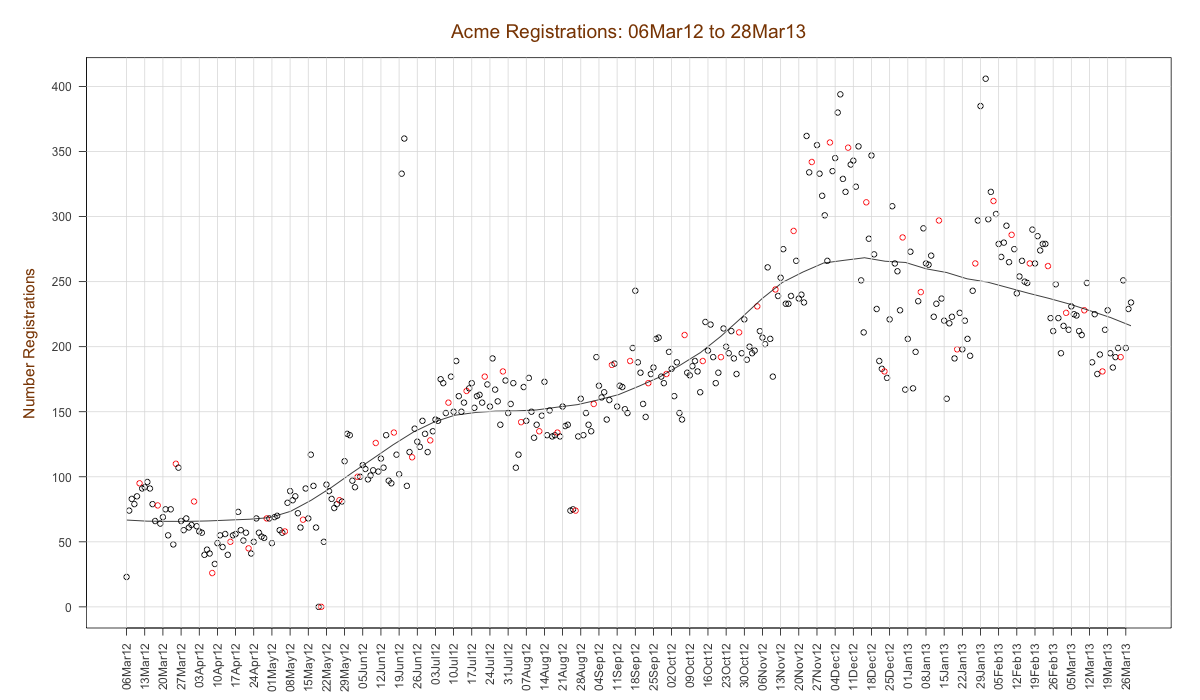 Acme Registrations: 06Mar12 to 28Mar13
Number Registrations
400
350
300
250
200
150
100
50
0
06Mar12
13Mar12
20Mar12
27Mar12
03Apr12
10Apr12
17Apr12
24Apr12
01May12
08May12
15May12
22May12
29May12
05Jun12
12Jun12
19Jun12
26Jun12
03Jul12
10Jul12
17Jul12
24Jul12
31Jul12
07Aug12
14Aug12
21Aug12
28Aug12
04Sep12
11Sep12
18Sep12
25Sep12
02Oct12
09Oct12
16Oct12
23Oct12
30Oct12
06Nov12
13Nov12
20Nov12
27Nov12
04Dec12
11Dec12
18Dec12
25Dec12
01Jan13
08Jan13
15Jan13
22Jan13
29Jan13
05Feb13
12Feb13
19Feb13
26Feb13
05Mar13
12Mar13
19Mar13
26Mar13